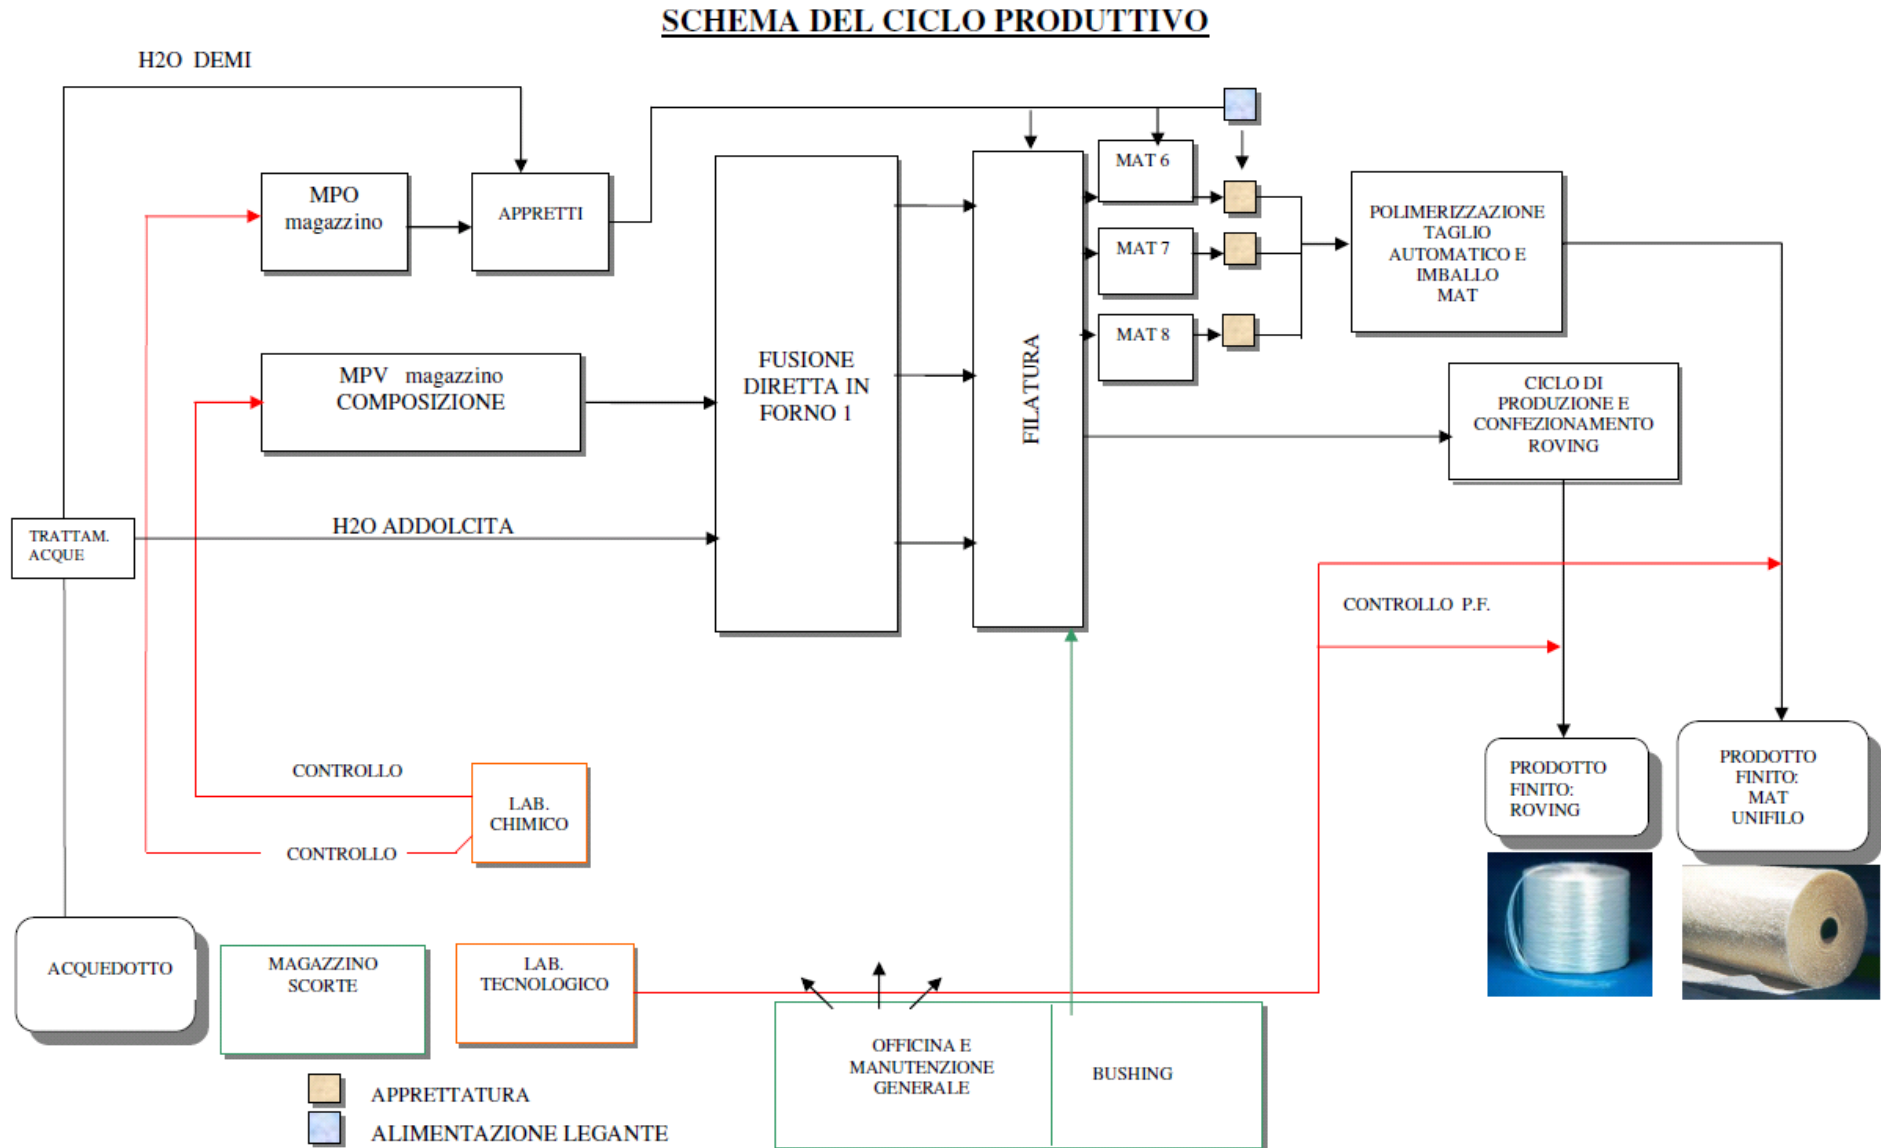 SCHEMA DEL CICLO PRODUTTIVO
H2O DEMI
MPO
magazzino
APPRETTI
MAT 6
MAT 7
MAT 8
POLIMERIZZAZIONE
TAGLIO
AUTOMATICO E
IMBALLO
MAT
MPV magazzino
COMPOSIZIONE
FUSIONE
DIRETTA IN
FORNO 1
FILATURA
CICLO DI
PRODUZIONE E
CONFEZIONAMENTO
ROVING
TRATTAM.
ACQUE
H2O ADDOLCITA
CONTROLLO P.F.
CONTROLLO
LAB.
CHIMICO
CONTROLLO
PRODOTTO
FINITO:
ROVING
PRODOTTO
FINITO:
MAT
UNIFILO
ACQUEDOTTO
MAGAZZINO
SCORTE
LAB.
TECNOLOGICO
OFFICINA E
MANUTENZIONE
GENERALE
BUSHING
APPRETTATURA
ALIMENTAZIONE LEGANTE